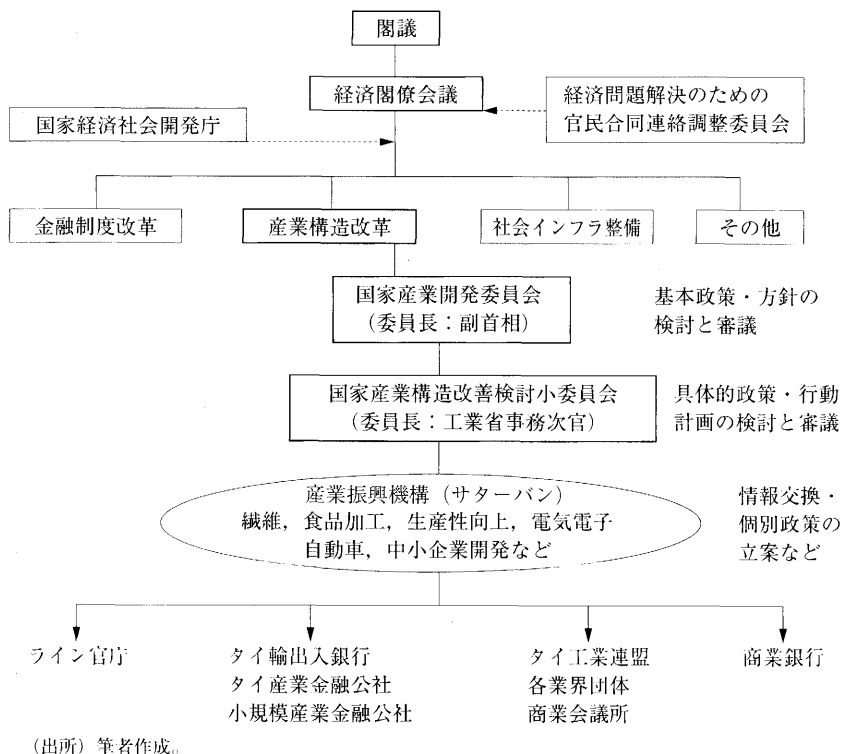 閣議
経済閣僚会議
経済問題解決のための
官民合同連絡調整委員会
国家経済社会開発庁
金融制度改革
産業構造改革
社会インフラ整備
その他
国家産業開発委員会
(委員長：副首相)
基本政策・方針の
検討と審議
国家産業構造改善検討小委員会
(委員長：工業省事務次官)
具体的政策・行動
計画の検討と審議
産業振興機構（サターバン）
繊維，食品加工，生産性向上，電気電子
自動車，中小企業開発など
情報交換・
個別政策の
立案など
ライン官庁
タイ輸出入銀行
タイ産業金融公社
小規模産業金融公社
タイ工業連盟
各業界団体
商業会議所
商業銀行
(出所) 筆者作成。